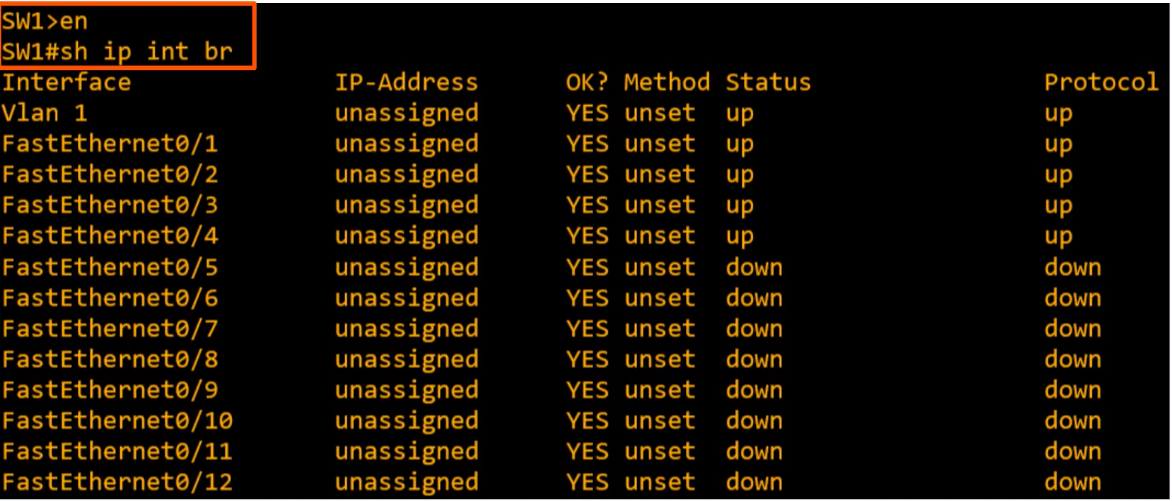 SW1>en
SW1#sh ip int br
Interface IP-Address OK? Method Status Protocol
Vlan 1 unassigned YES unset up up
FastEthernet0/1 unassigned YES unset up up
FastEthernet0/2 unassigned YES unset up up
FastEthernet0/3 unassigned YES unset up up
FastEthernet0/4 unassigned YES unset up up
FastEthernet0/5 unassigned YES unset down down
FastEthernet0/6 unassigned YES unset down down
FastEthernet0/7 unassigned YES unset down down
FastEthernet0/8 unassigned YES unset down down
FastEthernet0/9 unassigned YES unset down down
FastEthernet0/10 unassigned YES unset down down
FastEthernet0/11 unassigned YES unset down down
FastEthernet0/12 unassigned YES unset down down